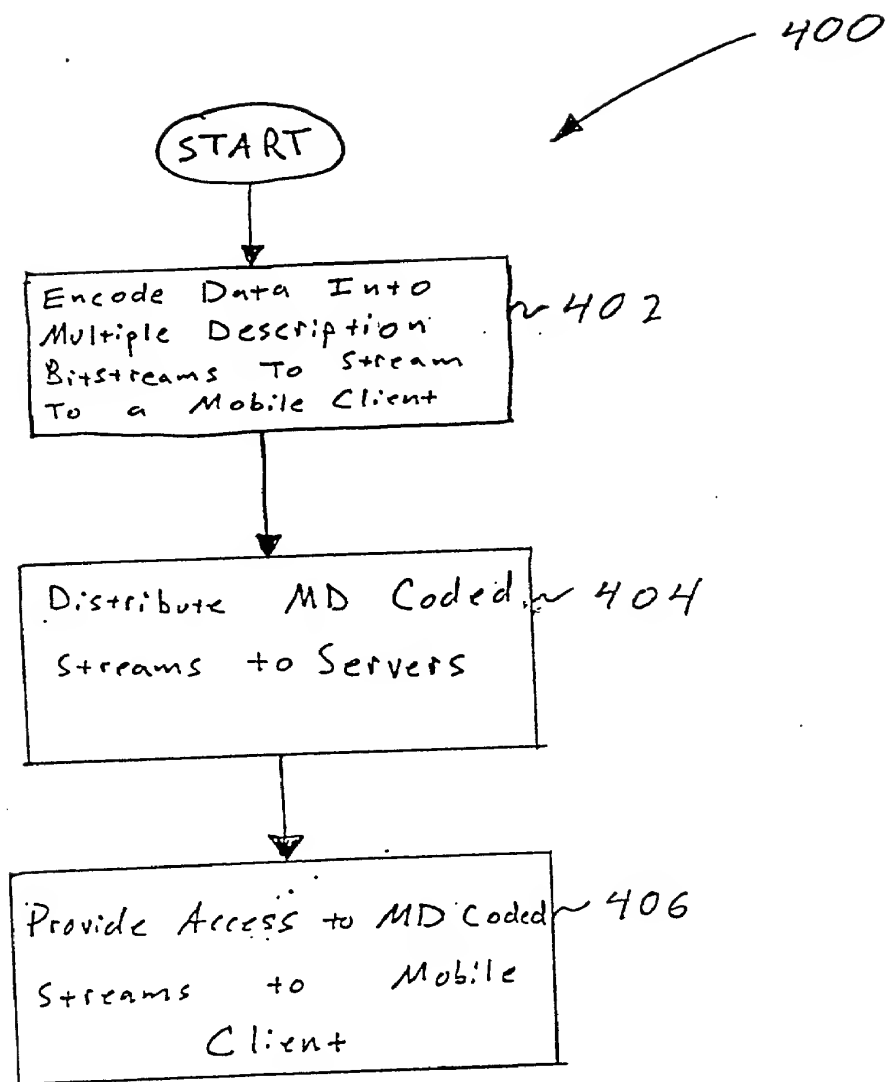 400
START
Encode Data Into
Multiple Description
Bitstreams To Stream
To a Mobile Client
402
Distribute MD Coded
Streams to Servers
404
Provide Access to MD Coded
Streams to Mobile
Client
406